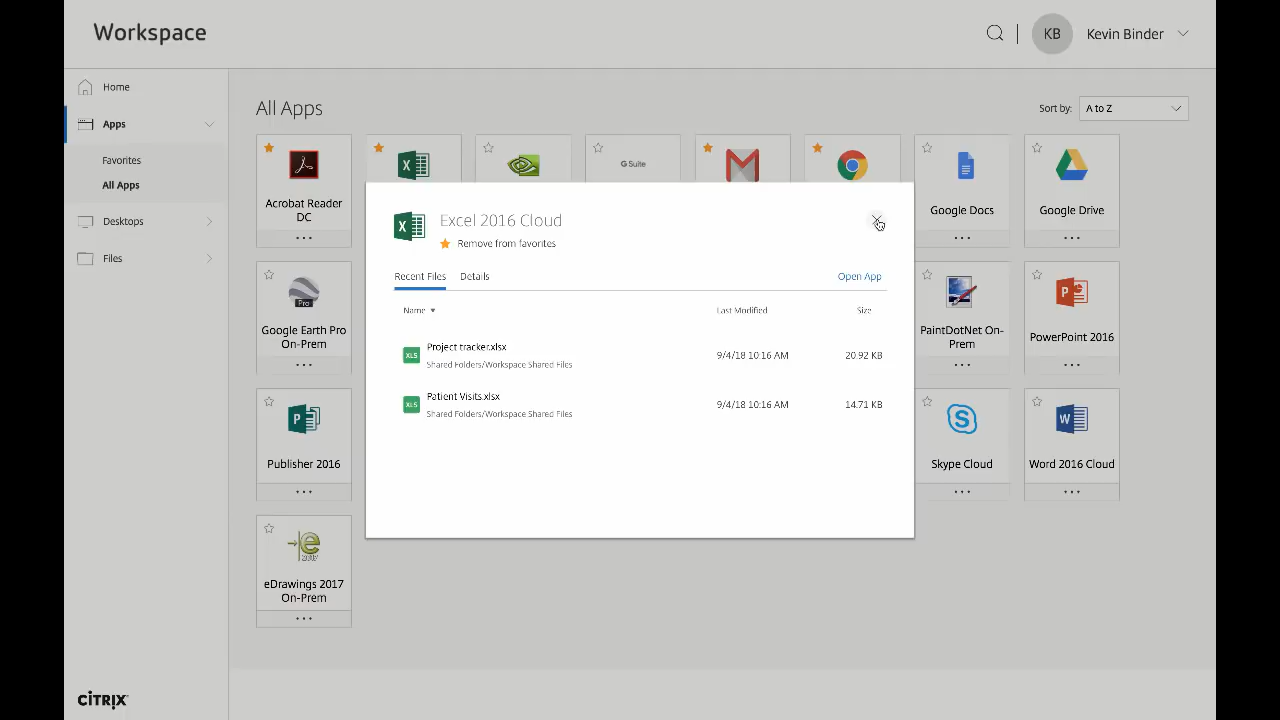 Workspace
KB
Kevin Binder
Home
Apps
Favorites
All Apps
Desktops
Files
All Apps
Sort by:
A to Z
Acrobat Reader
DC
G Suite
Google Docs
Google Drive
Excel 2016 Cloud
Remove from favorites
Recent Files
Details
Open App
Name
Last Modified
Size
XLS
Project tracker.xlsx
Shared Folders/Workspace Shared Files
9/4/18 10:16 AM
20.92 KB
XLS
Patient Visits.xlsx
Shared Folders/Workspace Shared Files
9/4/18 10:16 AM
14.71 KB
Pro
Google Earth Pro
On-Prem
PaintDotNet On-
Prem
PowerPoint 2016
Publisher 2016
Skype Cloud
Word 2016 Cloud
eDrawings 2017
On-Prem
CITRIX